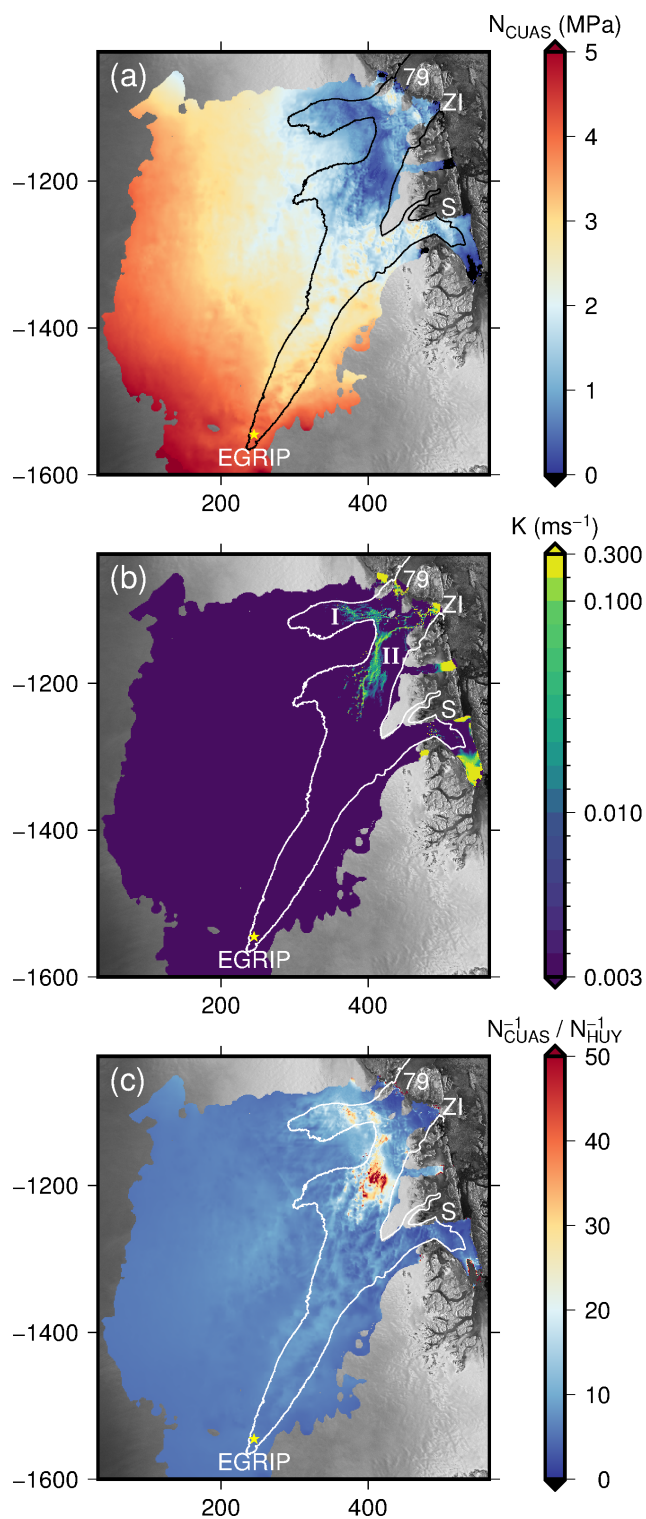 N_CUAS (MPa)
(a)
79
ZI
S
EGRIP
−1200
−1400
−1600
200
400
5
4
3
2
1
0
K (ms⁻¹)
(b)
79
ZI
I
II
S
EGRIP
−1200
−1400
−1600
200
400
0.300
0.100
0.010
0.003
N⁻¹_CUAS / N⁻¹_HUY
(c)
79
ZI
S
EGRIP
−1200
−1400
−1600
200
400
50
40
30
20
10
0